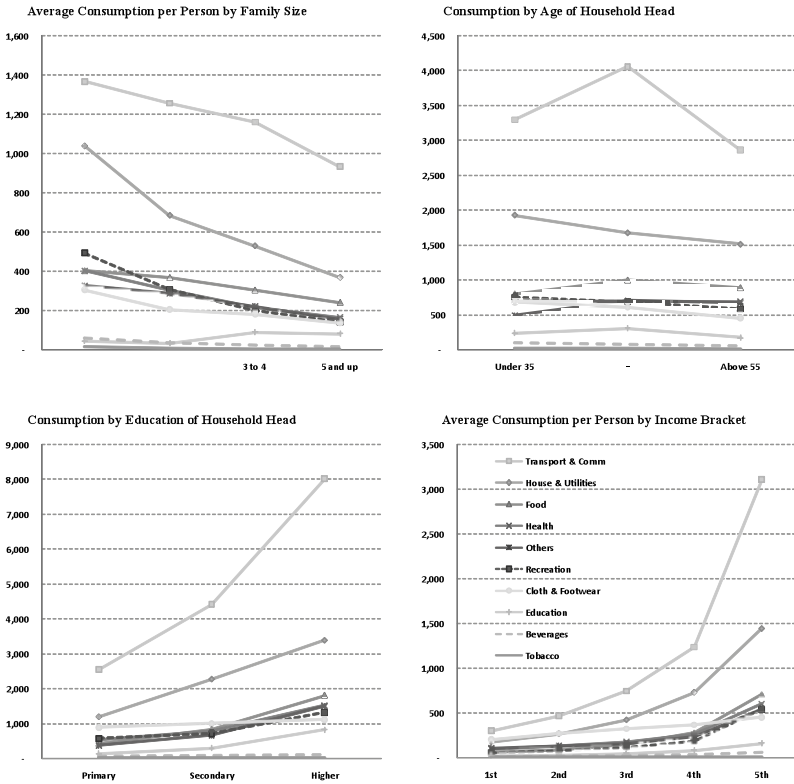 Average Consumption per Person by Family Size
1,600
1,400
1,200
1,000
800
600
400
200
-
3 to 4
5 and up
Consumption by Age of Household Head
4,500
4,000
3,500
3,000
2,500
2,000
1,500
1,000
500
-
Under 35
–
Above 55
Consumption by Education of Household Head
9,000
8,000
7,000
6,000
5,000
4,000
3,000
2,000
1,000
-
Primary
Secondary
Higher
Average Consumption per Person by Income Bracket
3,500
3,000
2,500
2,000
1,500
1,000
500
-
Transport & Comm
House & Utilities
Food
Health
Others
Recreation
Cloth & Footwear
Education
Beverages
Tobacco
1st
2nd
3rd
4th
5th